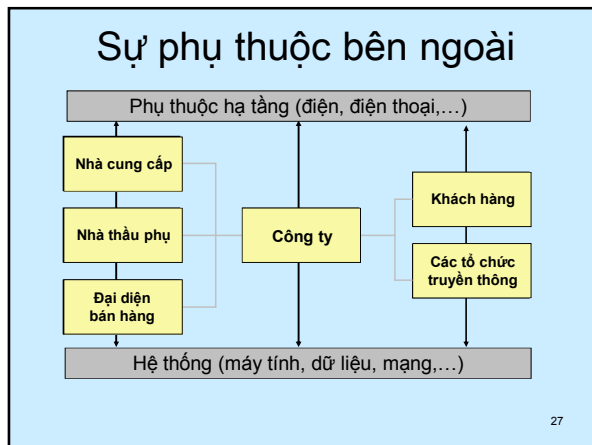 Sự phụ thuộc bên ngoài
Phụ thuộc hạ tầng (điện, điện thoại,…)
Nhà cung cấp
Nhà thầu phụ
Đại diện
bán hàng
Công ty
Khách hàng
Các tổ chức
truyền thông
Hệ thống (máy tính, dữ liệu, mạng,…)
27